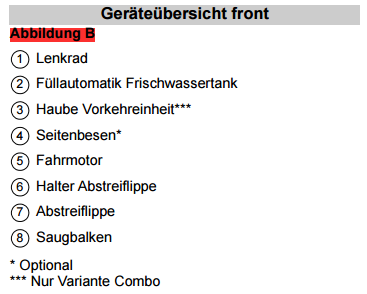 Geräteübersicht front
Abbildung B
1 Lenkrad
2 Füllautomatik Frischwassertank
3 Haube Vorkehreinheit***
4 Seitenbesen*
5 Fahrmotor
6 Halter Abstreiflippe
7 Abstreiflippe
8 Saugbalken
* Optional
*** Nur Variante Combo